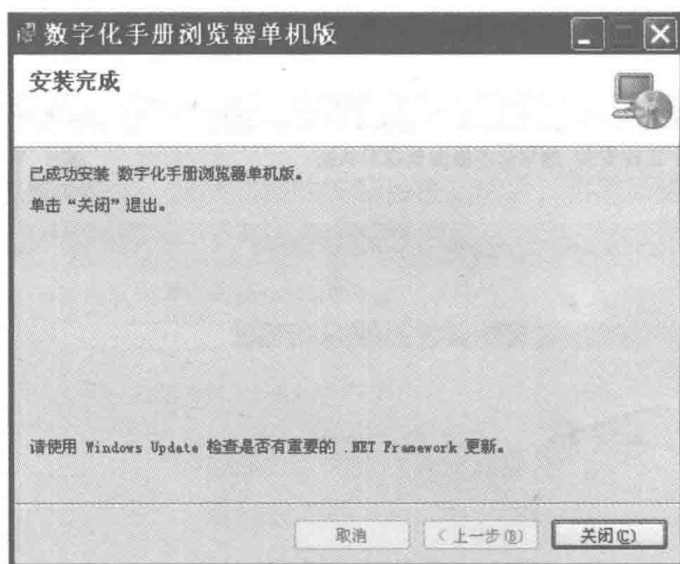 数字化手册浏览器单机版
安装完成
已成功安装 数字化手册浏览器单机版。
单击“关闭”退出。
请使用 Windows Update 检查是否有重要的 .NET Framework 更新。
取消
< 上一步(B)
关闭(C)